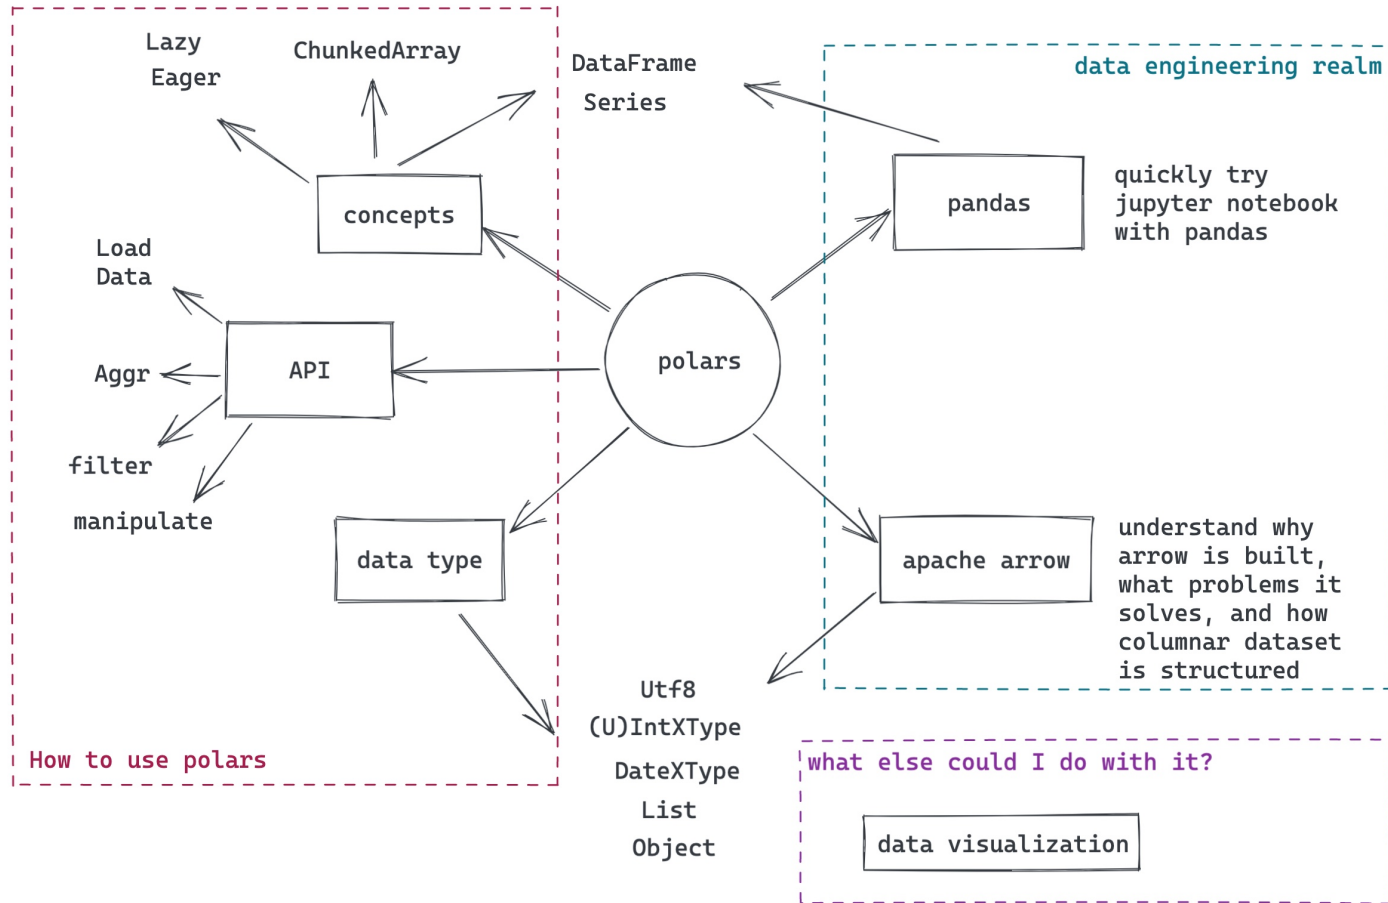 Lazy
Eager
ChunkedArray
DataFrame
Series
data engineering realm
concepts
pandas
quickly try
jupyter notebook
with pandas
Load
Data
API
Aggr
filter
manipulate
polars
data type
apache arrow
understand why
arrow is built,
what problems it
solves, and how
columnar dataset
is structured
Utf8
(U)IntXType
DateXType
List
Object
How to use polars
what else could I do with it?
data visualization